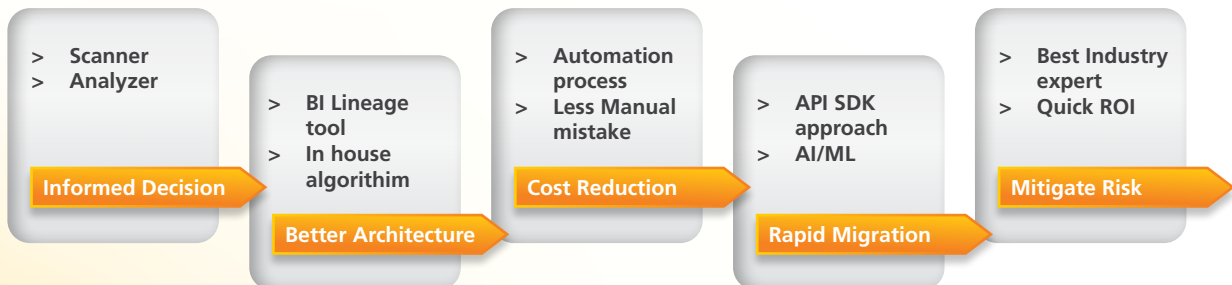 > Scanner
> Analyzer
Informed Decision
> BI Lineage
tool
> In house
algorithim
Better Architecture
> Automation
process
> Less Manual
mistake
Cost Reduction
> API SDK
approach
> AI/ML
Rapid Migration
> Best Industry
expert
> Quick ROI
Mitigate Risk